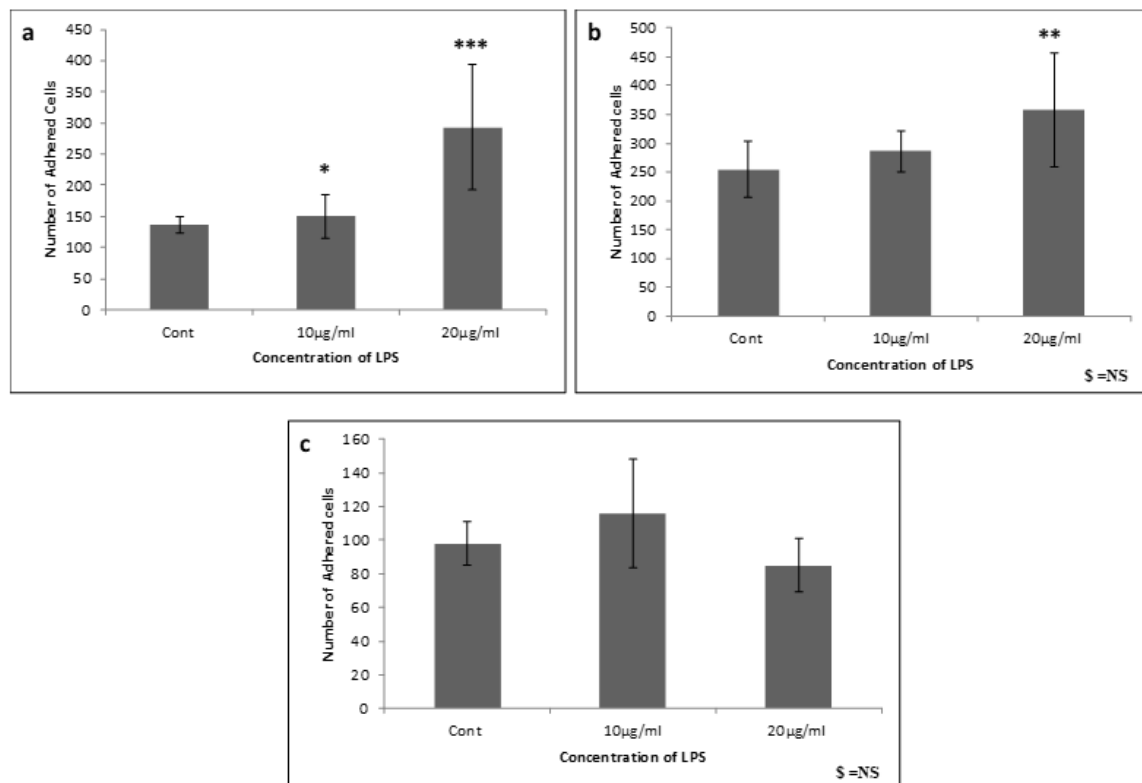 a
Number of Adhered Cells
450
400
350
300
250
200
150
100
50
0
*
***
Cont
10µg/ml
20µg/ml
Concentration of LPS
b
Number of Adhered cells
500
450
400
350
300
250
200
150
100
50
0
**
Cont
10µg/ml
20µg/ml
Concentration of LPS
$ =NS
c
Number of Adhered cells
160
140
120
100
80
60
40
20
0
Cont
10µg/ml
20µg/ml
Concentration of LPS
$ =NS